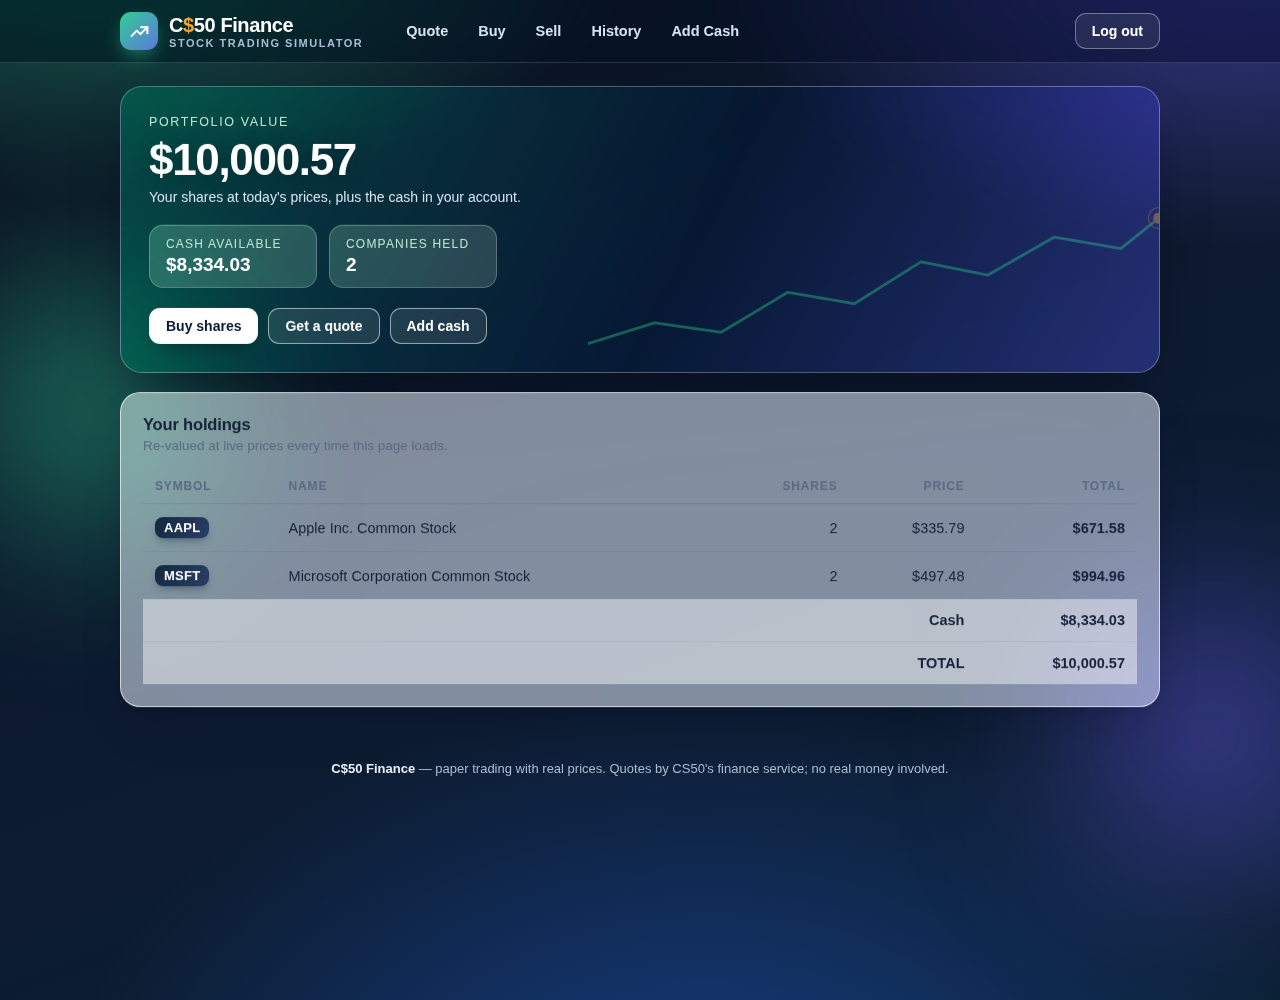 C$50 Finance
STOCK TRADING SIMULATOR
Quote Buy Sell History Add Cash
Log out
PORTFOLIO VALUE
$10,000.57
Your shares at today's prices, plus the cash in your account.
CASH AVAILABLE
$8,334.03
COMPANIES HELD
2
Buy shares Get a quote Add cash
Your holdings
Re-valued at live prices every time this page loads.
SYMBOL NAME SHARES PRICE TOTAL
AAPL Apple Inc. Common Stock 2 $335.79 $671.58
MSFT Microsoft Corporation Common Stock 2 $497.48 $994.96
Cash $8,334.03
TOTAL $10,000.57
C$50 Finance — paper trading with real prices. Quotes by CS50's finance service; no real money involved.